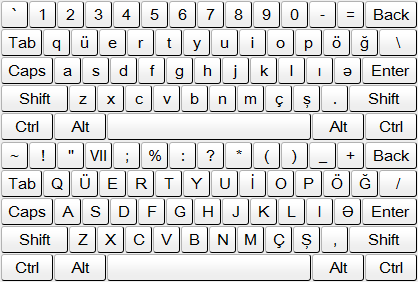 ` 1 2 3 4 5 6 7 8 9 0 - = Back
Tab q ü e r t y u i o p ö ğ \
Caps a s d f g h j k l ı ə Enter
Shift z x c v b n m ç ş . Shift
Ctrl Alt Alt Ctrl
~ ! " VII ; % : ? * ( ) _ + Back
Tab Q Ü E R T Y U İ O P Ö Ğ /
Caps A S D F G H J K L I Ə Enter
Shift Z X C V B N M Ç Ş , Shift
Ctrl Alt Alt Ctrl